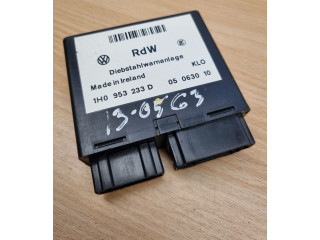 RdW
Diebstahlwarnanlage
Made in Ireland KLO
1H0 953 233 D 05 0630 10
13-0563